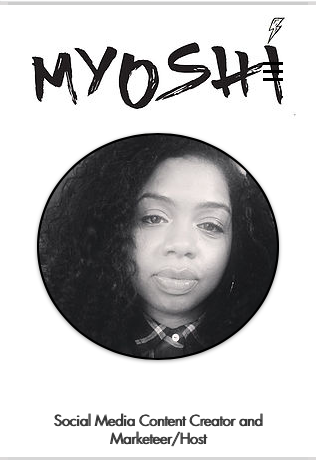 MYOSHI
Social Media Content Creator and
Marketeer/Host